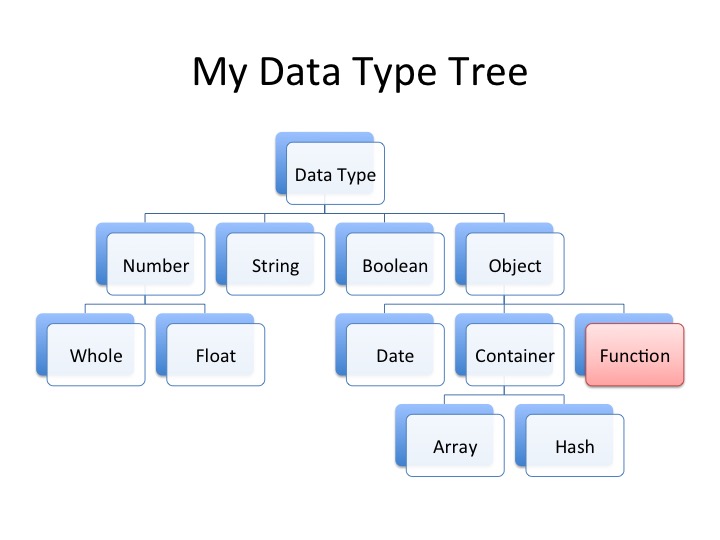 My Data Type Tree
Data Type
Number
String
Boolean
Object
Whole
Float
Date
Container
Function
Array
Hash